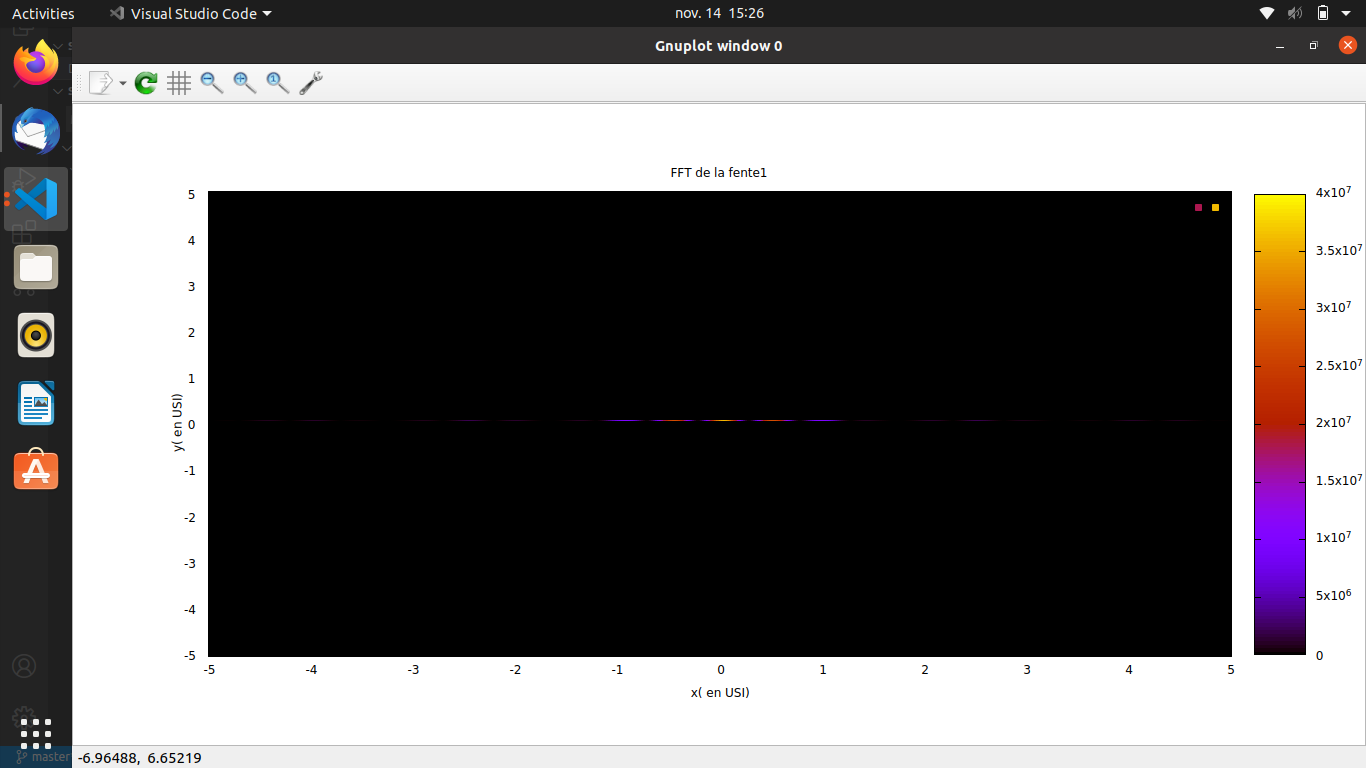 Activities
Visual Studio Code
nov. 14 15:26
Gnuplot window 0
FFT de la fente1
5
4
3
2
1
0
-1
-2
-3
-4
-5
y( en USI)
-5 -4 -3 -2 -1 0 1 2 3 4 5
x( en USI)
4x10^7
3.5x10^7
3x10^7
2.5x10^7
2x10^7
1.5x10^7
1x10^7
5x10^6
0
master
-6.96488, 6.65219